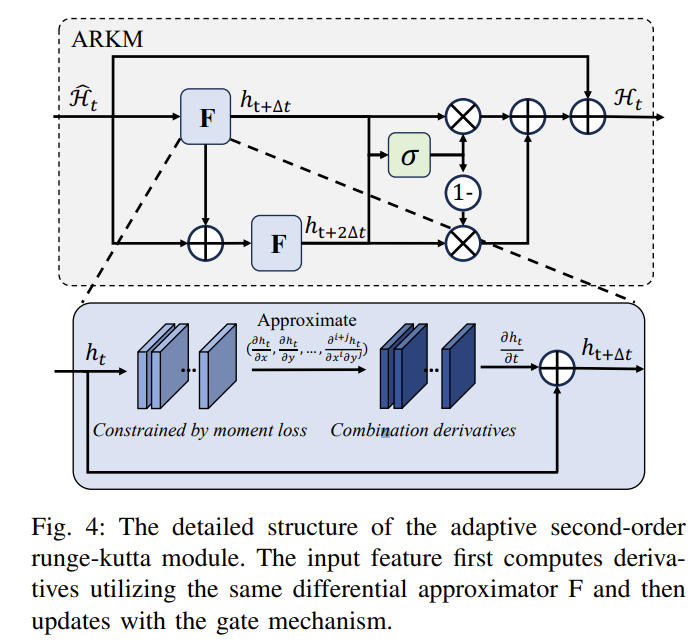 ARKM
Ĥ_t
F
h_{t+Δt}
H_t
σ
1-
F
h_{t+2Δt}
h_t
Approximate
(∂h_t/∂x, ∂h_t/∂y, ..., ∂^{i+j}h_t/∂x^i∂y^j)
...
...
∂h_t/∂t
h_{t+Δt}
Constrained by moment loss
Combination derivatives
Fig. 4: The detailed structure of the adaptive second-order
runge-kutta module. The input feature first computes deriva-
tives utilizing the same differential approximator F and then
updates with the gate mechanism.